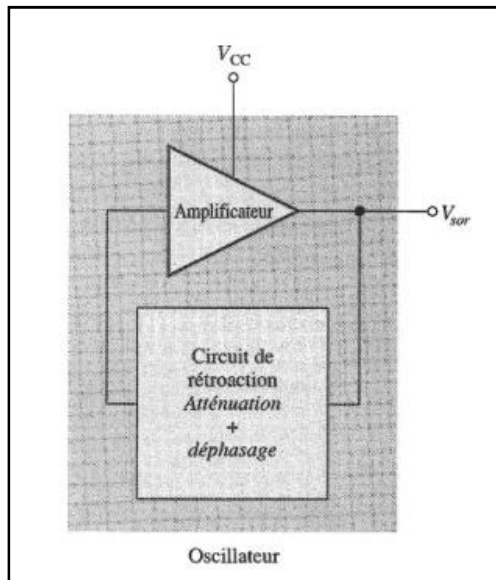 V_CC
Amplificateur
V_sor
Circuit de
rétroaction
Atténuation
+
déphasage
Oscillateur